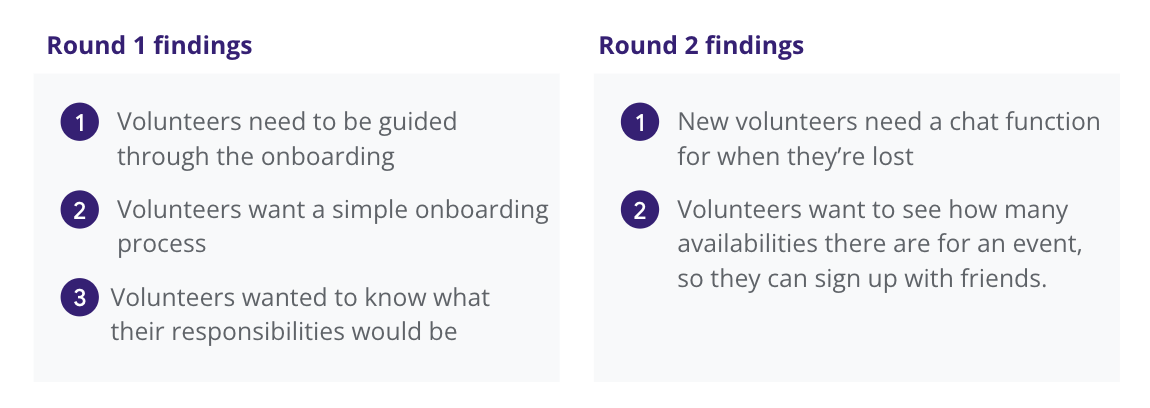 Round 1 findings
1 Volunteers need to be guided
through the onboarding
2 Volunteers want a simple onboarding
process
3 Volunteers wanted to know what
their responsibilities would be
Round 2 findings
1 New volunteers need a chat function
for when they’re lost
2 Volunteers want to see how many
availabilities there are for an event,
so they can sign up with friends.